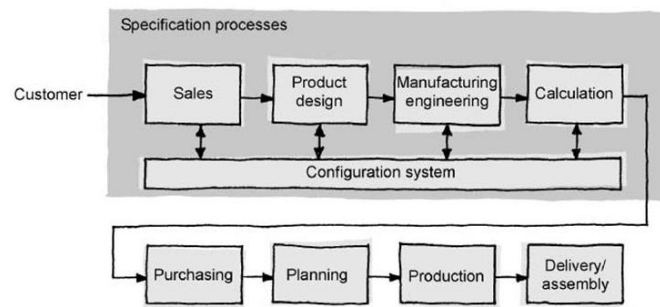 Specification processes
Customer
Sales
Product
design
Manufacturing
engineering
Calculation
Configuration system
Purchasing
Planning
Production
Delivery/
assembly